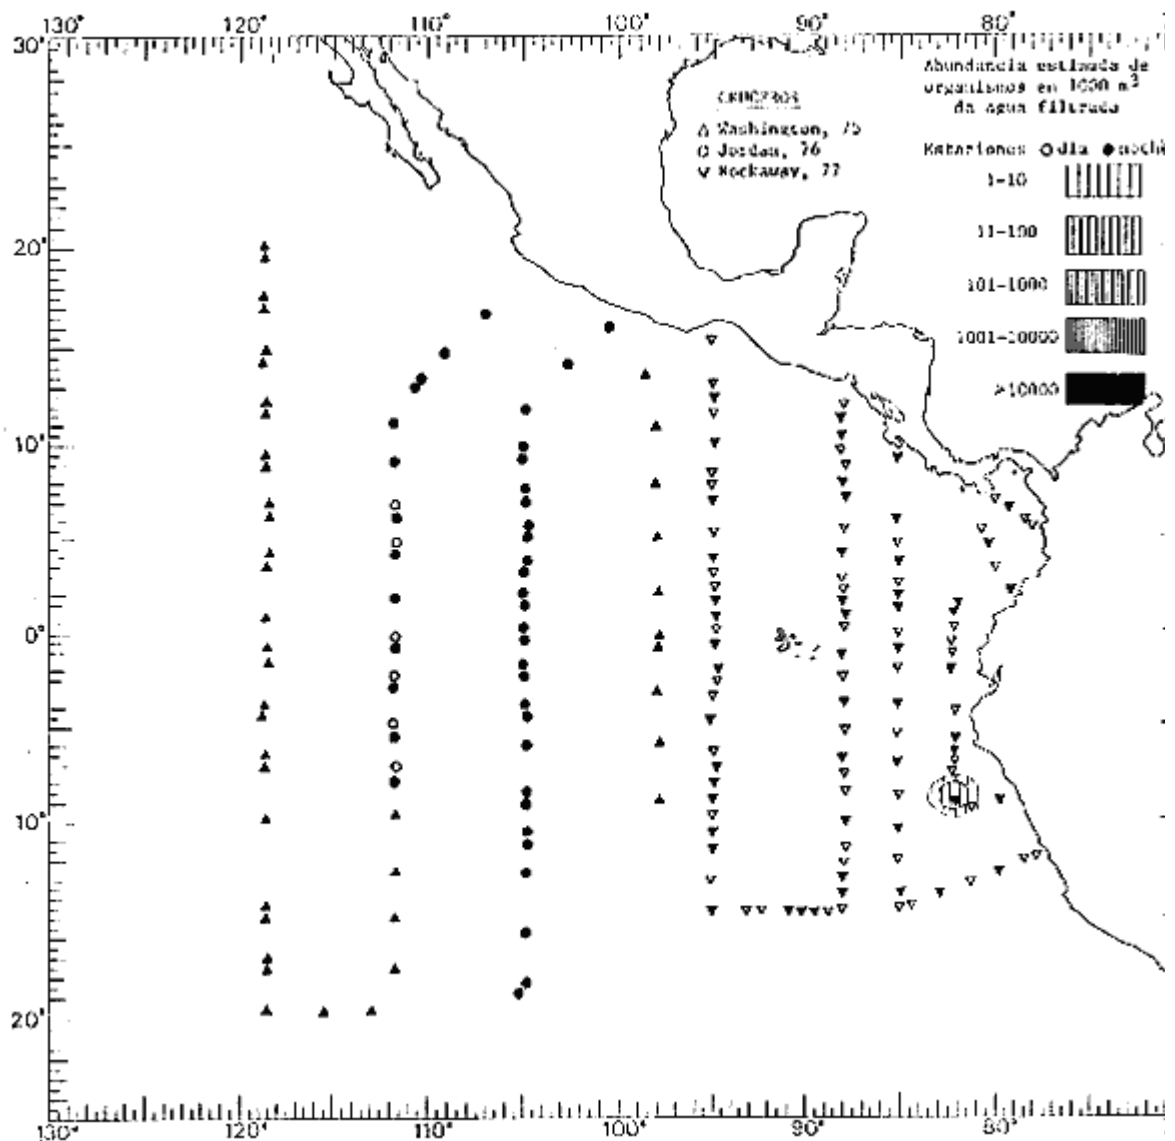 130° 120° 110° 100° 90° 80°
30°
20°
10°
0°
10°
20°
CRUCEROS
△ Washington, 75
○ Jordan, 76
▽ Rockaway, 77
Abundancia estimada de
organismos en 1000 m³
de agua filtrada
Estaciones ○ día ● noche
1-10
11-100
101-1000
1001-10000
>10000
130° 120° 110° 100° 90° 80°